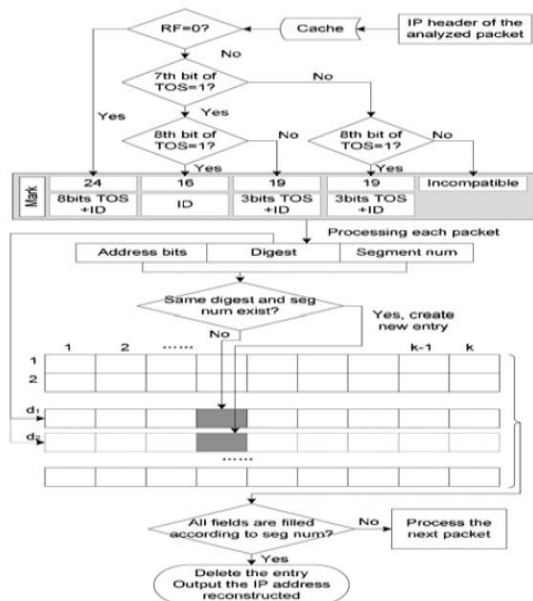 RF=0?
Cache
IP header of the
analyzed packet
No
7th bit of
TOS=1?
No
Yes
Yes
8th bit of
TOS=1?
No
8th bit of
TOS=1?
No
Yes
Yes
Mark
24
16
19
19
Incompatible
8bits TOS
+ID
ID
3bits TOS
+ID
3bits TOS
+ID
Processing each packet
Address bits
Digest
Segment num
Same digest and seg
num exist?
Yes, create
new entry
No
1
2
......
k-1
k
1
2
d1
d2
......
All fields are filled
according to seg num?
No
Process the
next packet
Yes
Delete the entry
Output the IP address
reconstructed